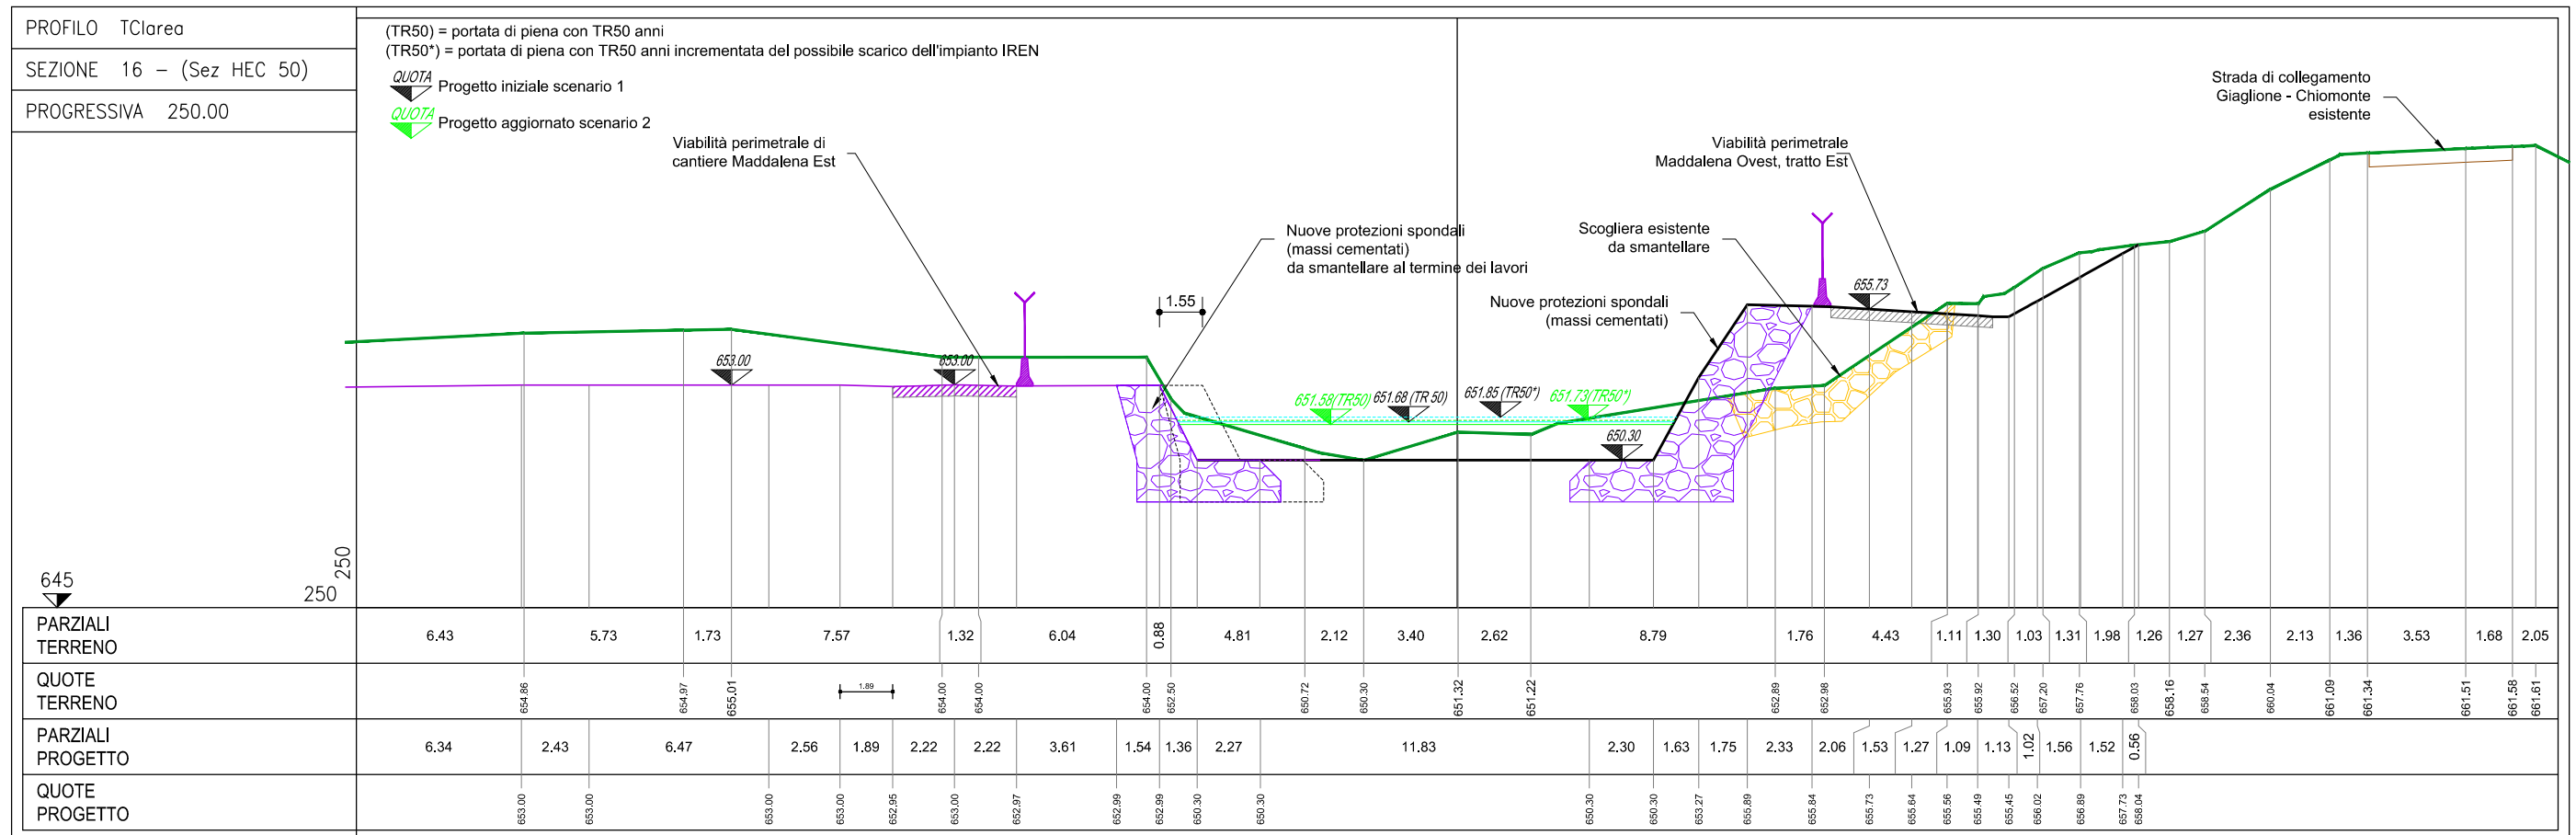 PROFILO TClarea
SEZIONE 16 - (Sez HEC 50)
PROGRESSIVA 250.00
(TR50) = portata di piena con TR50 anni
(TR50*) = portata di piena con TR50 anni incrementata del possibile scarico dell'impianto IREN
QUOTA Progetto iniziale scenario 1
QUOTA Progetto aggiornato scenario 2
Viabilità perimetrale di
cantiere Maddalena Est
Nuove protezioni spondali
(massi cementati)
da smantellare al termine dei lavori
1.55
Strada di collegamento
Giaglione - Chiomonte
esistente
Viabilità perimetrale
Maddalena Ovest, tratto Est
Scogliera esistente
da smantellare
Nuove protezioni spondali
(massi cementati)
655.73
653.00
653.00
651.58(TR50)
651.68 (TR 50)
651.85 (TR50*)
651.73(TR50*)
650.30
250
250
645
PARZIALI
TERRENO
6.43 5.73 1.73 7.57 1.32 6.04 0.88 4.81 2.12 3.40 2.62 8.79 1.76 4.43 1.11 1.30 1.03 1.31 1.98 1.26 1.27 2.36 2.13 1.36 3.53 1.68 2.05
QUOTE
TERRENO
654.86 654.97 655.01 1.89 654.00 654.00 654.00 652.50 650.72 650.30 651.32 651.22 652.89 652.98 655.93 655.92 656.52 657.20 657.76 658.03 658.16 658.54 660.04 661.09 661.34 661.51 661.58 661.61
PARZIALI
PROGETTO
6.34 2.43 6.47 2.56 1.89 2.22 2.22 3.61 1.54 1.36 2.27 11.83 2.30 1.63 1.75 2.33 2.06 1.53 1.27 1.09 1.13 1.02 1.56 1.52 0.56
QUOTE
PROGETTO
653.00 653.00 653.00 653.00 652.95 653.00 652.97 652.99 652.99 650.30 650.30 650.30 650.30 653.27 655.89 655.84 655.73 655.64 655.56 655.49 655.45 656.02 656.89 657.73 658.04